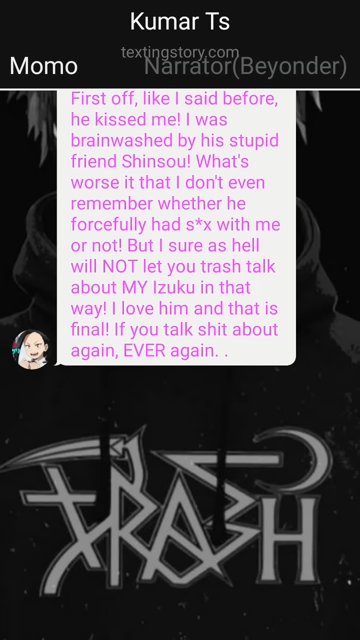 Kumar Ts
textingstory.com
Momo
Narrator(Beyonder)
First off, like I said before,
he kissed me! I was
brainwashed by his stupid
friend Shinsou! What's
worse it that I don't even
remember whether he
forcefully had s*x with me
or not! But I sure as hell
will NOT let you trash talk
about MY Izuku in that
way! I love him and that is
final! If you talk shit about
again, EVER again. .
TRASH